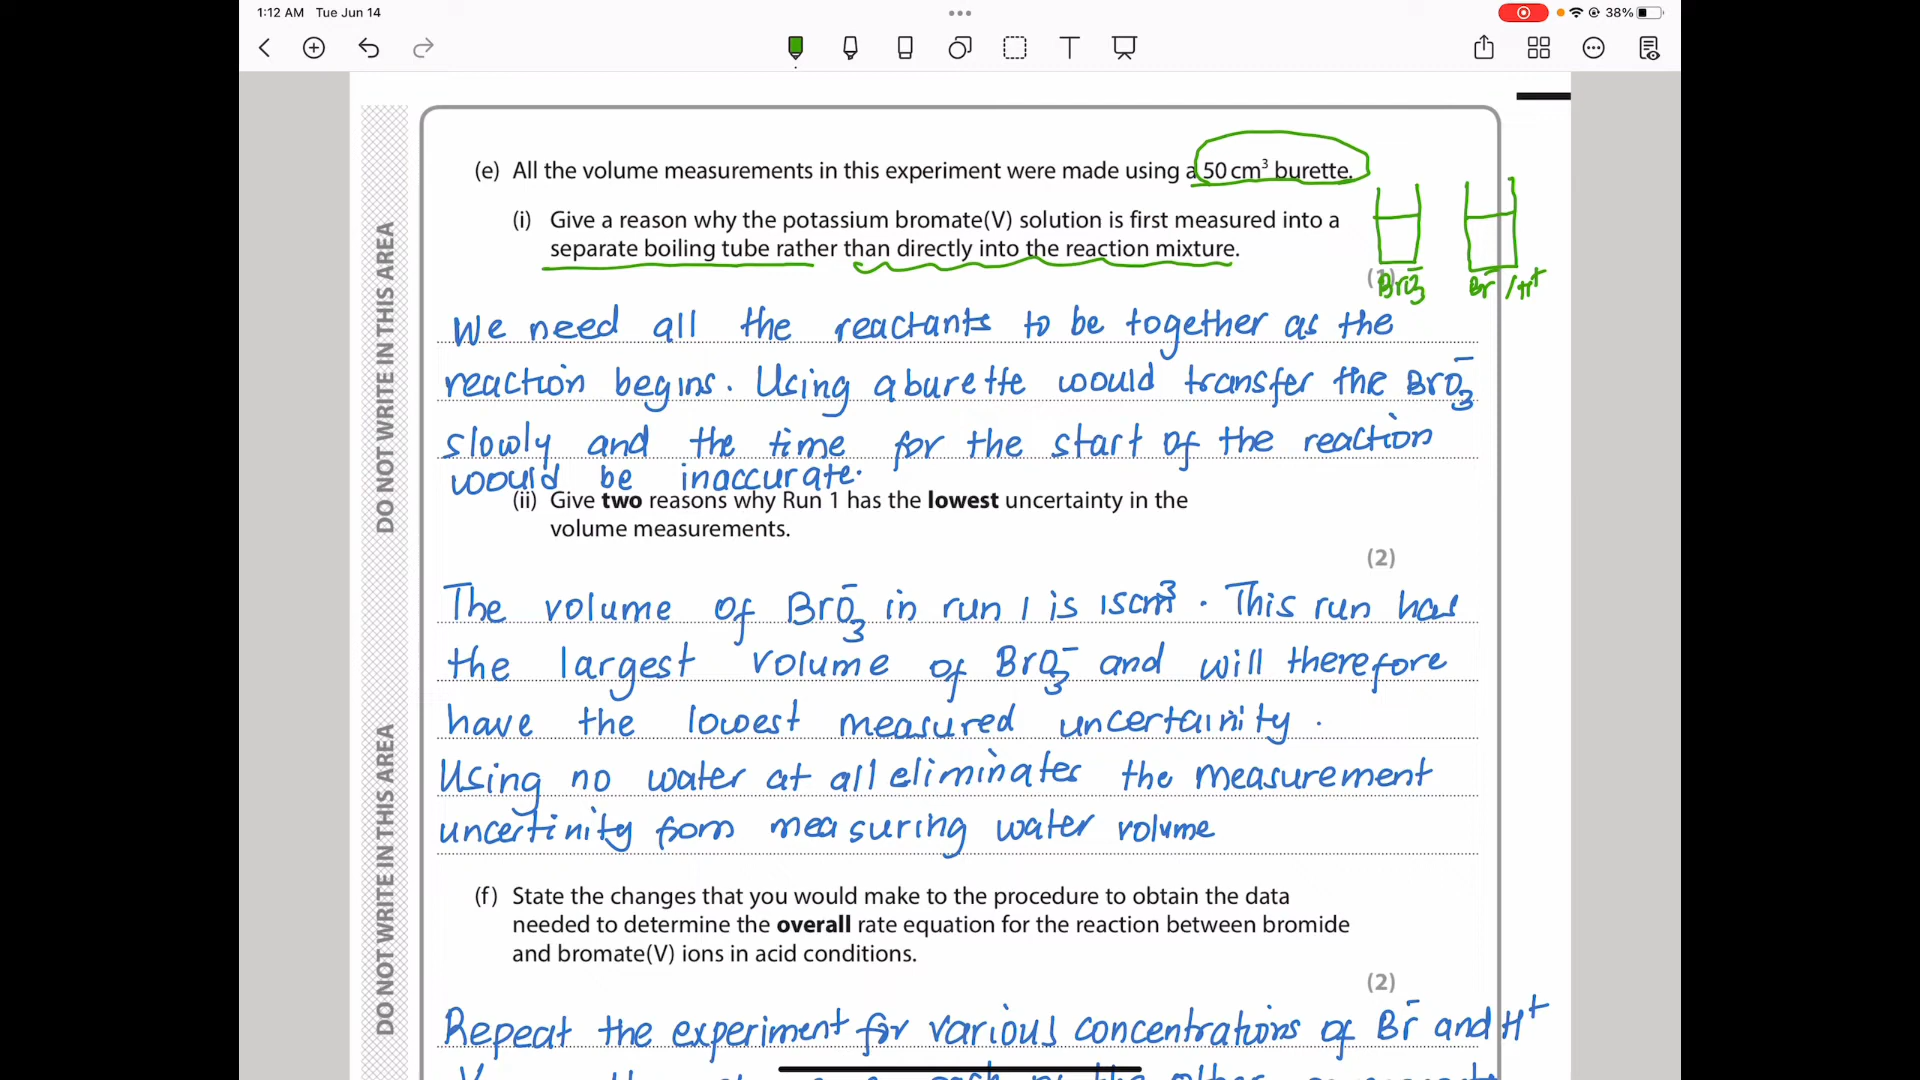 1:12 AM Tue Jun 14
38%
(e) All the volume measurements in this experiment were made using a 50 cm³ burette.
(i) Give a reason why the potassium bromate(V) solution is first measured into a
separate boiling tube rather than directly into the reaction mixture.
(1)
BrO₃⁻ Br⁻/H⁺
We need all the reactants to be together as the
reaction begins. Using a burette would transfer the BrO₃⁻
slowly and the time for the start of the reaction
would be inaccurate.
(ii) Give two reasons why Run 1 has the lowest uncertainty in the
volume measurements.
(2)
The volume of BrO₃⁻ in run 1 is 15cm³. This run has
the largest volume of BrO₃⁻ and will therefore
have the lowest measured uncertainity.
Using no water at all eliminates the measurement
uncertinity from measuring water volume
(f) State the changes that you would make to the procedure to obtain the data
needed to determine the overall rate equation for the reaction between bromide
and bromate(V) ions in acid conditions.
(2)
Repeat the experiment for various concentrations of Br⁻ and H⁺
the other
DO NOT WRITE IN THIS AREA
DO NOT WRITE IN THIS AREA